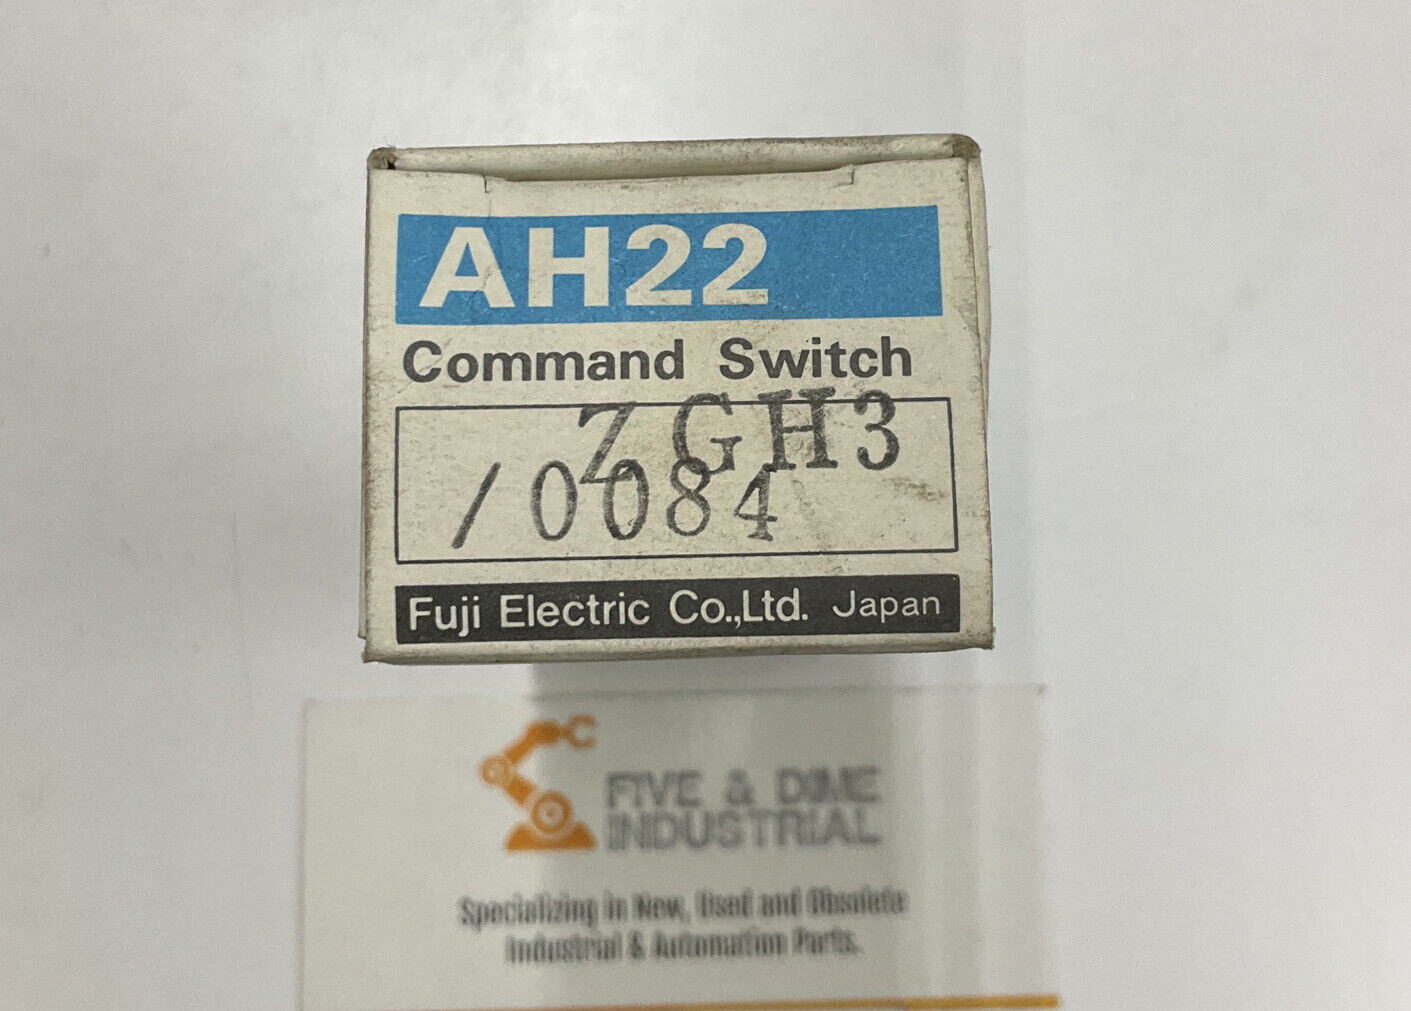 AH22
Command Switch
ZGH3
/0084
Fuji Electric Co.,Ltd. Japan
FIVE & DIME
INDUSTRIAL
Specializing in New, Used and Obsolete
Industrial & Automation Parts.